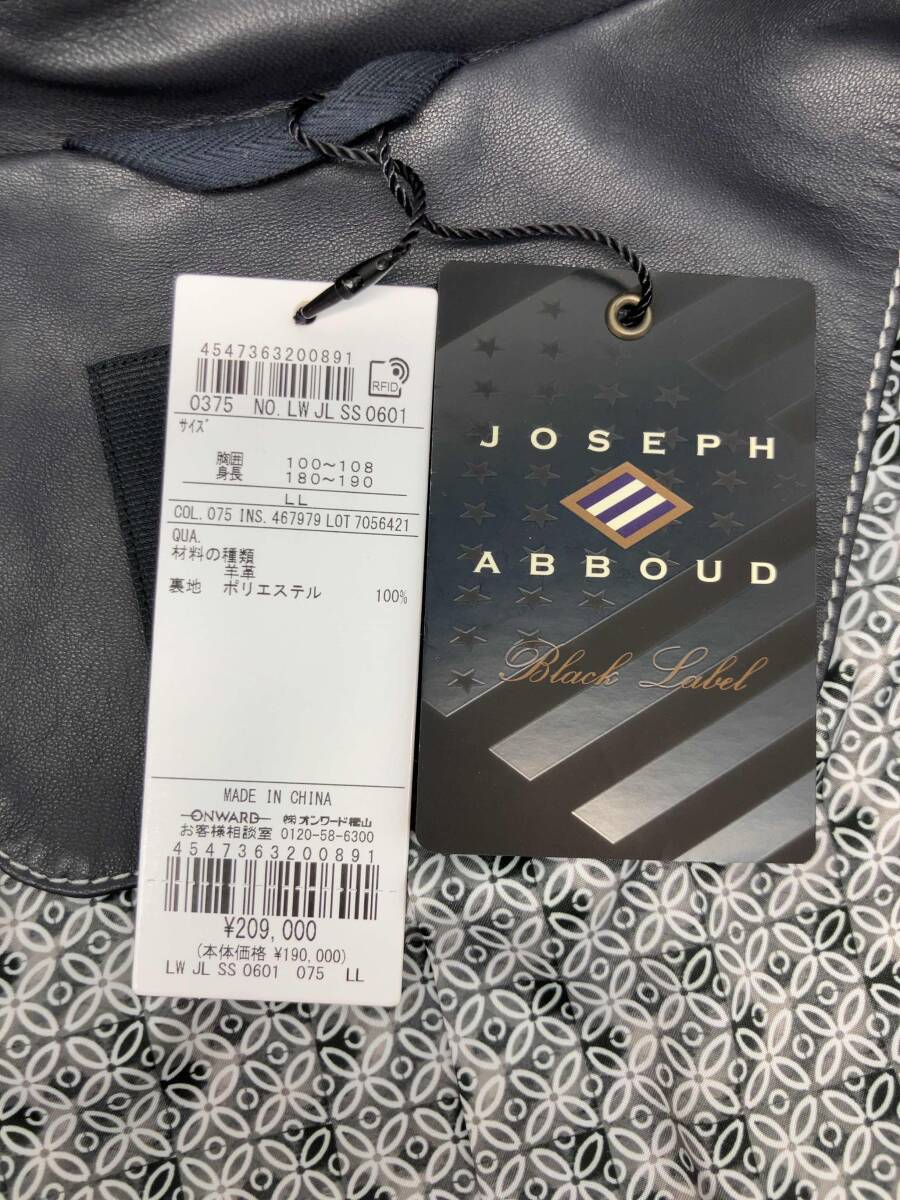 4547363200891
RFID
0375 NO. LW JL SS 0601
サイズ
胸囲 100～108
身長 180～190
LL
COL. 075 INS. 467979 LOT 7056421
QUA.
材料の種類
羊革
裏地 ポリエステル 100%
MADE IN CHINA
ONWARD ㈱オンワード樫山
お客様相談室 0120-58-6300
4547363200891
¥209,000
(本体価格 ¥190,000)
LW JL SS 0601 075 LL
JOSEPH
ABBOUD
Black Label